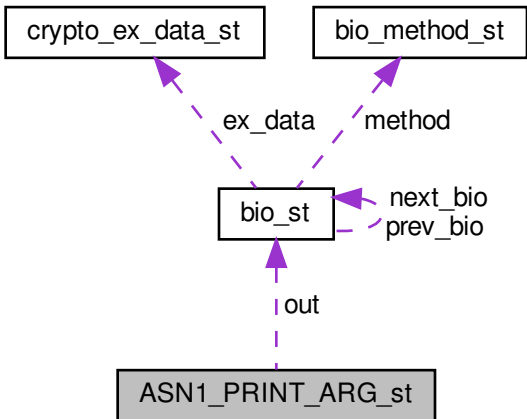 crypto_ex_data_st
bio_method_st
ex_data
method
bio_st
next_bio
prev_bio
out
ASN1_PRINT_ARG_st